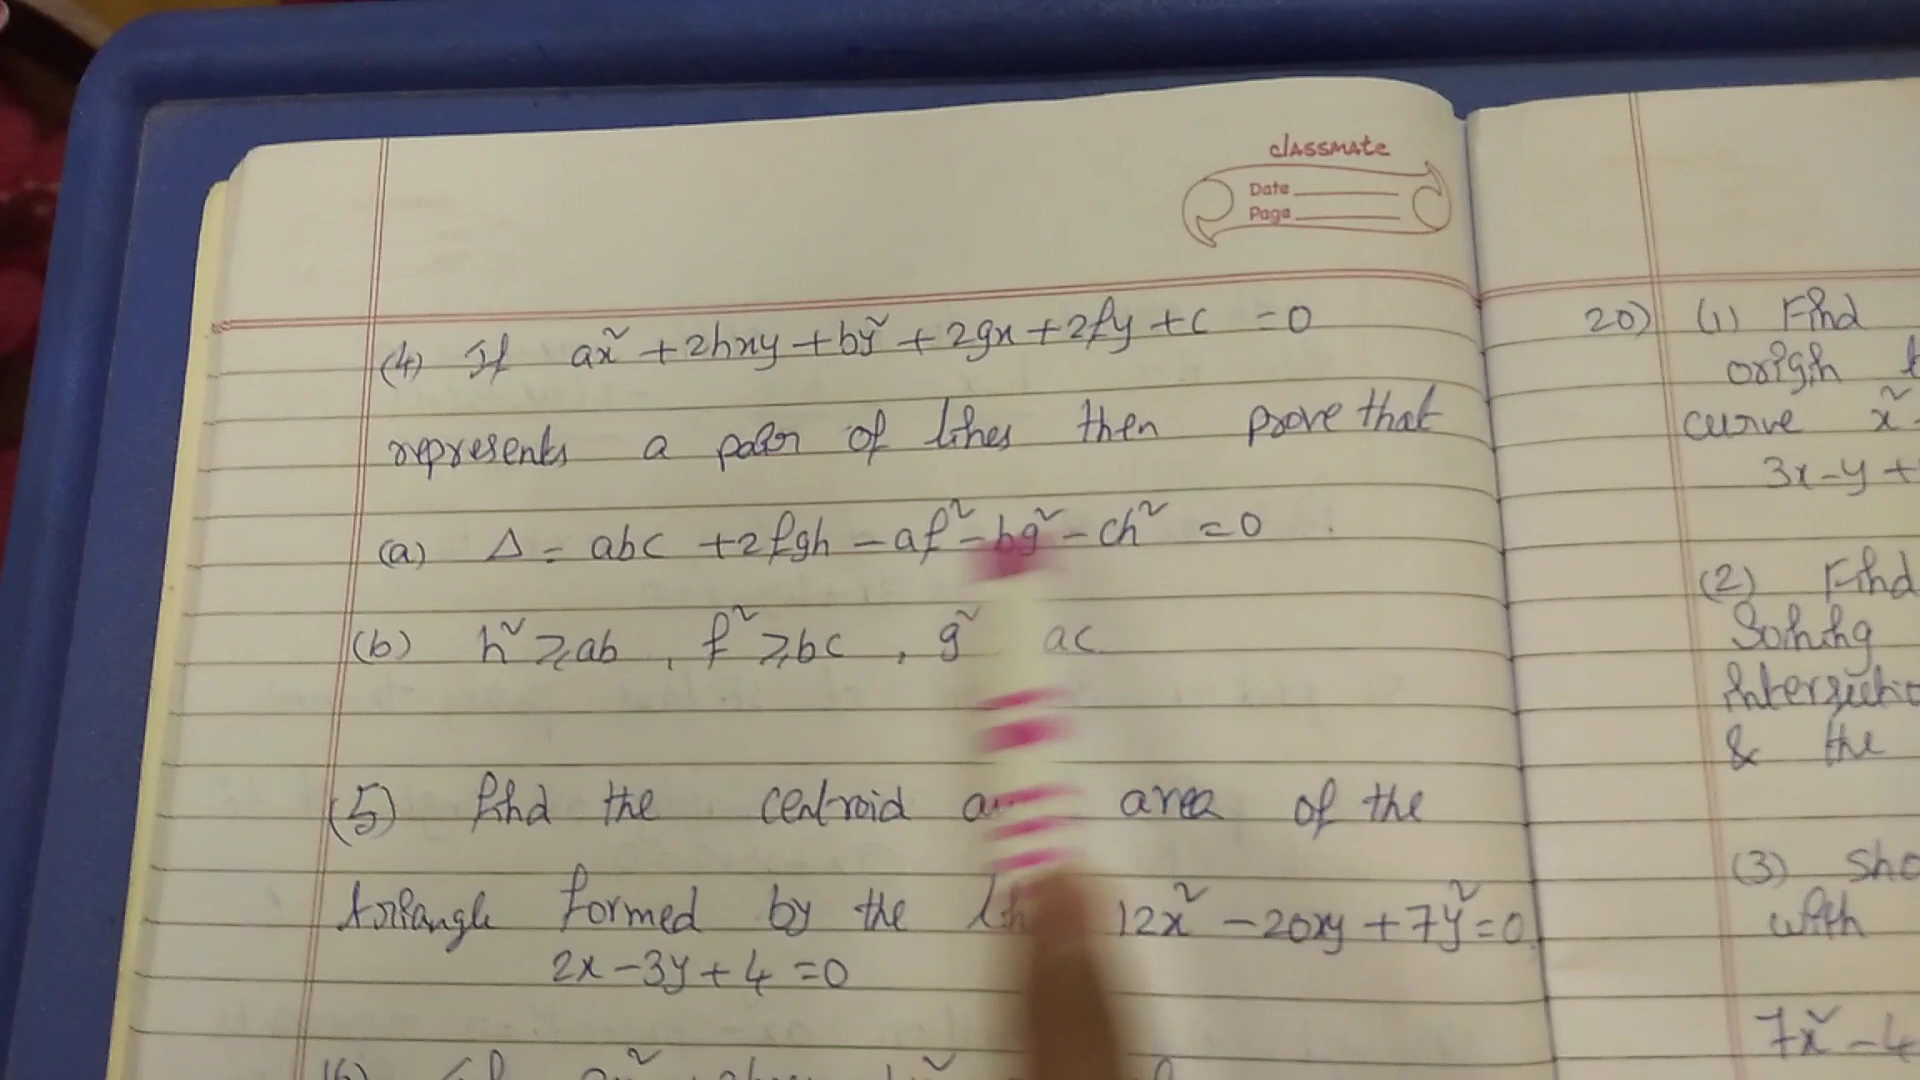 classmate
Date
Page
(4) If ax² + 2hxy + by² + 2gx + 2fy + c = 0
represents a pair of lines then prove that
(a) Δ = abc + 2fgh - af² - bg² - ch² = 0
(b) h² ≥ ab, f² ≥ bc, g² ac
(5) find the centroid area of the
triangle formed by the 12x² - 20xy + 7y² = 0
2x - 3y + 4 = 0
20) (1) Find
origin
curve x² -
3x - y +
(2) Find
Joining
& the
(3) Sho
with
7x² - 4